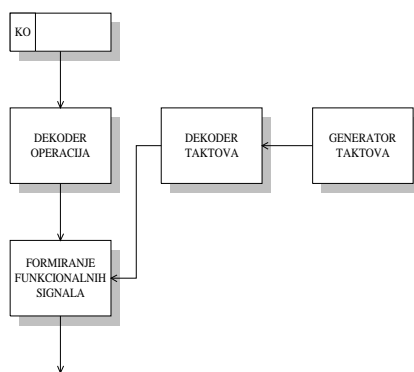 KO
DEKODER
OPERACIJA
DEKODER
TAKTOVA
GENERATOR
TAKTOVA
FORMIRANJE
FUNKCIONALNIH
SIGNALA